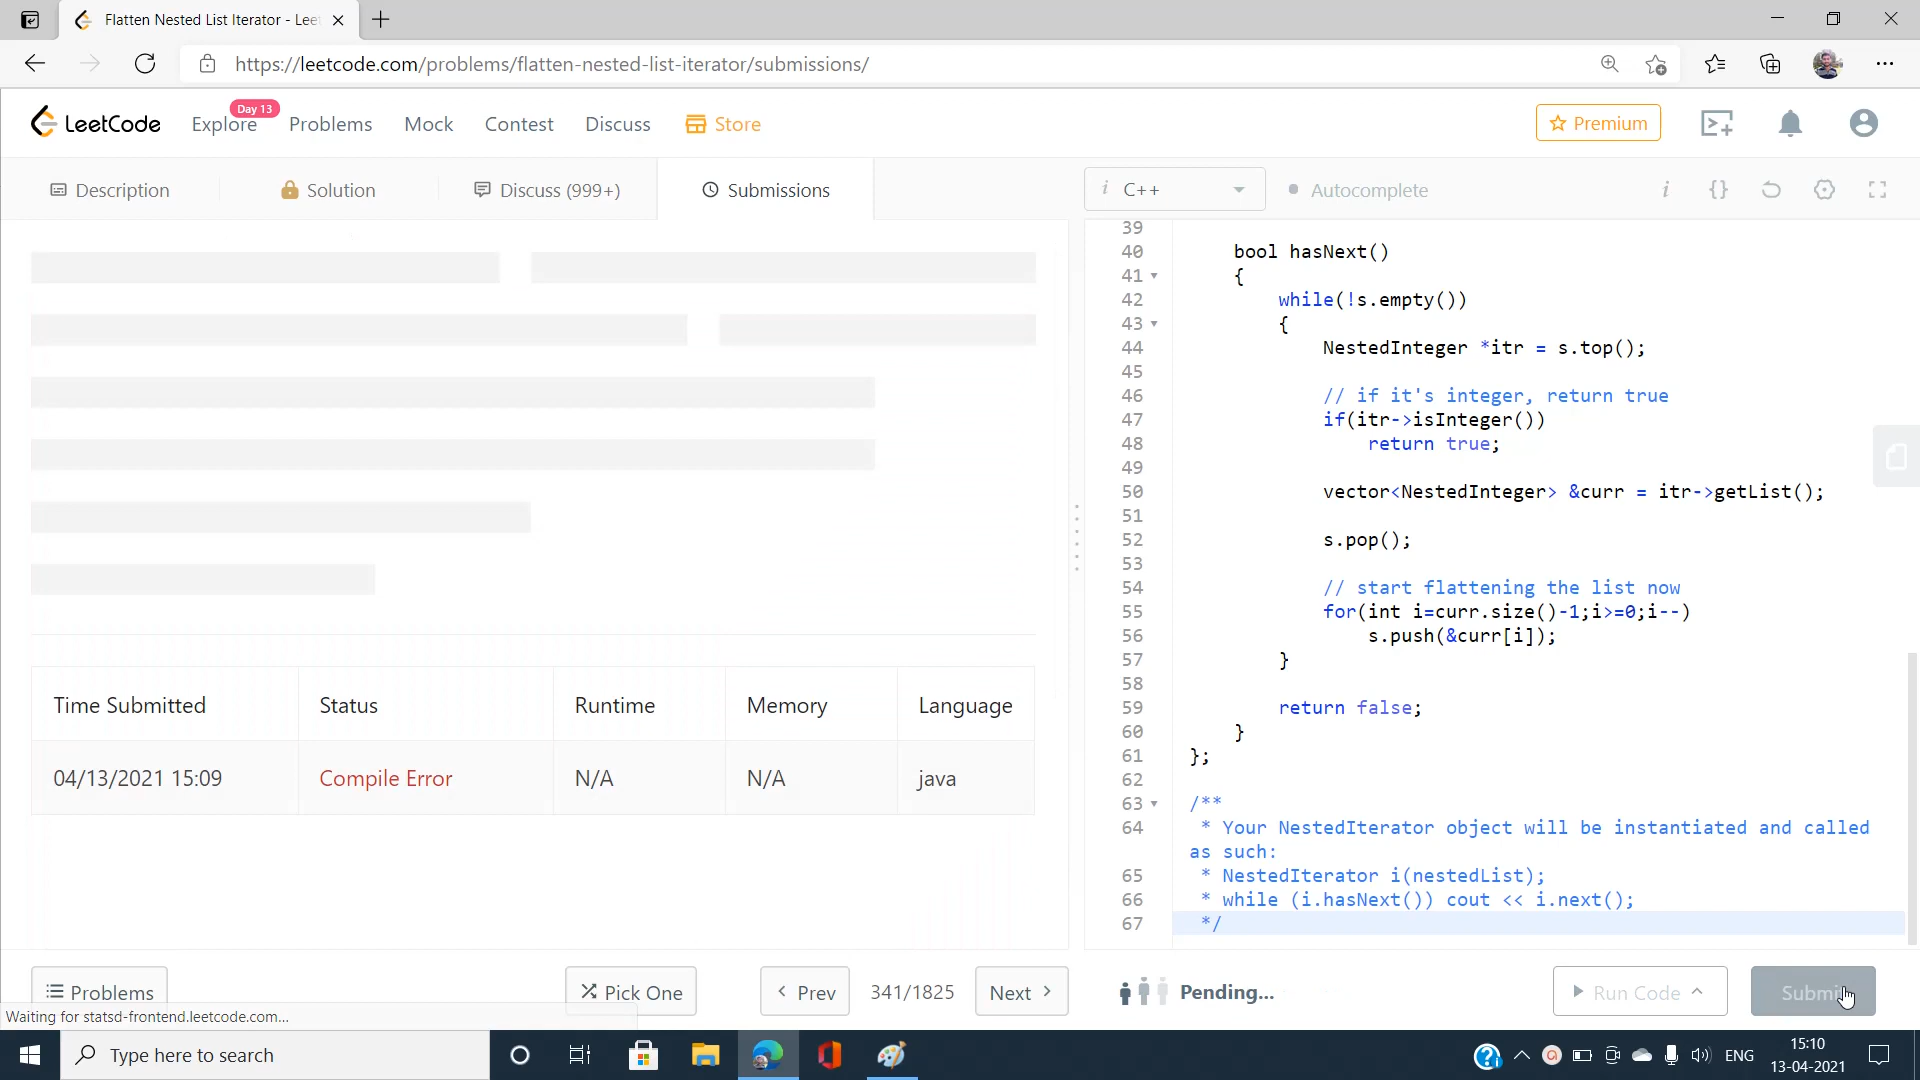 Flatten Nested List Iterator - Lee
https://leetcode.com/problems/flatten-nested-list-iterator/submissions/
LeetCode
Explore
Day 13
Problems
Mock
Contest
Discuss
Store
Premium
Description
Solution
Discuss (999+)
Submissions
i C++
Autocomplete
i {}
39
40 bool hasNext()
41 {
42 while(!s.empty())
43 {
44 NestedInteger *itr = s.top();
45
46 // if it's integer, return true
47 if(itr->isInteger())
48 return true;
49
50 vector<NestedInteger> &curr = itr->getList();
51
52 s.pop();
53
54 // start flattening the list now
55 for(int i=curr.size()-1;i>=0;i--)
56 s.push(&curr[i]);
57 }
58
59 return false;
60 }
61 };
62
63 /**
64 * Your NestedIterator object will be instantiated and called
as such:
65 * NestedIterator i(nestedList);
66 * while (i.hasNext()) cout << i.next();
67 */
Time Submitted Status Runtime Memory Language
04/13/2021 15:09 Compile Error N/A N/A java
Problems
Pick One
Prev
341/1825
Next
Pending...
Run Code
Submi
Waiting for statsd-frontend.leetcode.com...
Type here to search
ENG
15:10
13-04-2021